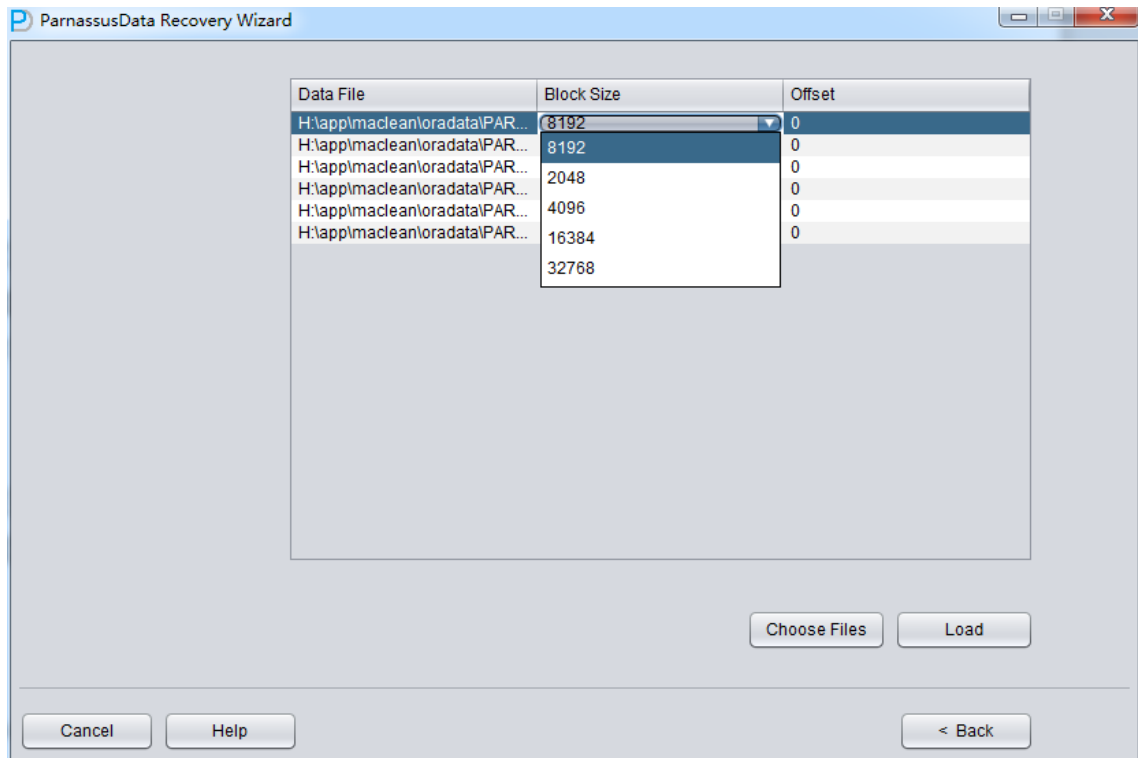 ParnassusData Recovery Wizard
Data File Block Size Offset
H:\app\maclean\oradata\PAR... 8192 0
H:\app\maclean\oradata\PAR... 8192 0
H:\app\maclean\oradata\PAR... 2048 0
H:\app\maclean\oradata\PAR... 4096 0
H:\app\maclean\oradata\PAR... 16384 0
H:\app\maclean\oradata\PAR... 0
32768
Choose Files Load
Cancel Help < Back